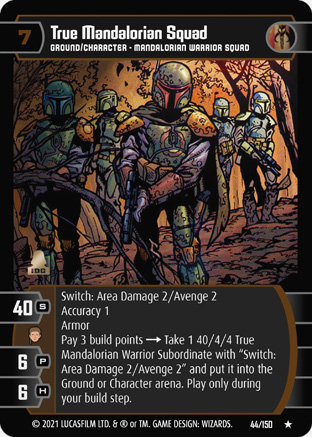 7
True Mandalorian Squad
GROUND/CHARACTER - MANDALORIAN WARRIOR SQUAD
40 S
6 P
6 H
Switch: Area Damage 2/Avenge 2
Accuracy 1
Armor
Pay 3 build points → Take 1 40/4/4 True
Mandalorian Warrior Subordinate with “Switch:
Area Damage 2/Avenge 2” and put it into the
Ground or Character arena. Play only during
your build step.
© 2021 LUCASFILM LTD. & ® or TM. GAME DESIGN: WIZARDS. 44/150 ★